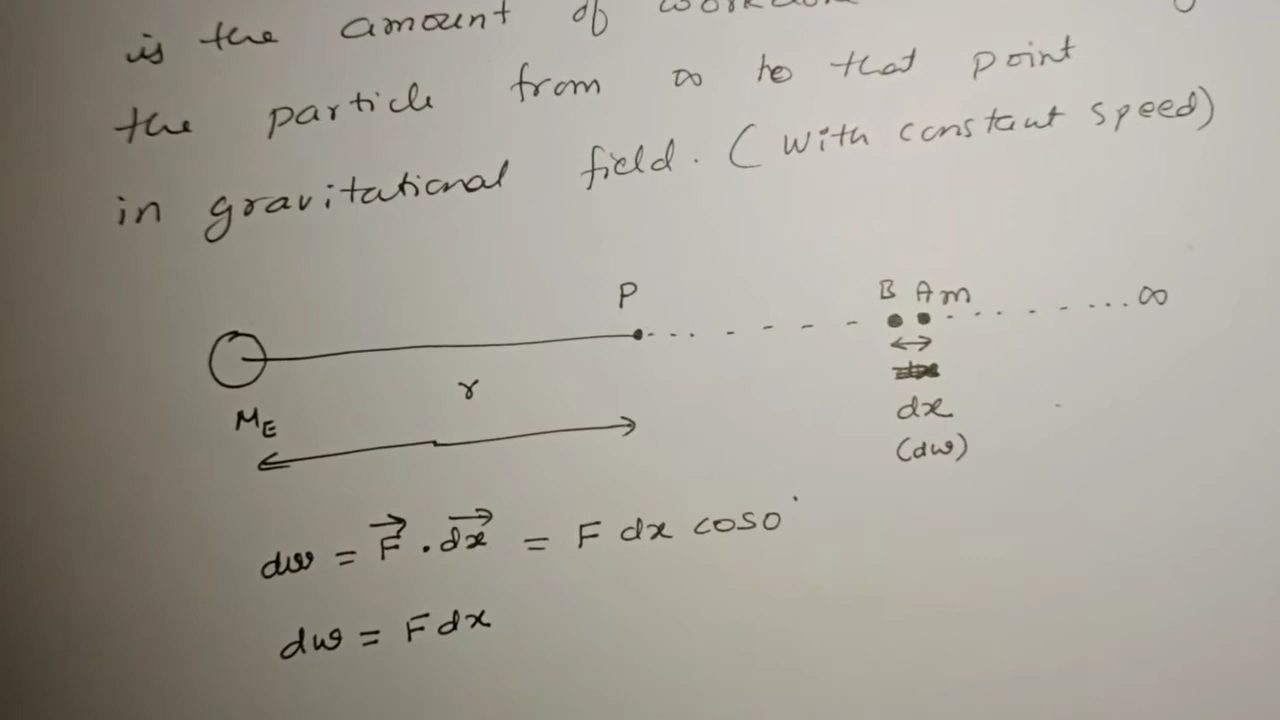 is the amount of
the particle from ∞ to that point
in gravitational field. (with constant speed)
P
B A m ∞
r
M_E
dx
(dw)
dw = F⃗ . dx⃗ = F dx cos0°
dw = F dx